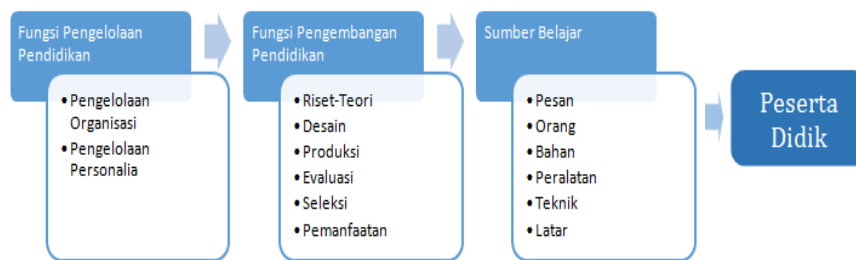 Fungsi Pengelolaan
Pendidikan
• Pengelolaan
Organisasi
• Pengelolaan
Personalia
Fungsi Pengembangan
Pendidikan
• Riset-Teori
• Desain
• Produksi
• Evaluasi
• Seleksi
• Pemanfaatan
Sumber Belajar
• Pesan
• Orang
• Bahan
• Peralatan
• Teknik
• Latar
Peserta
Didik